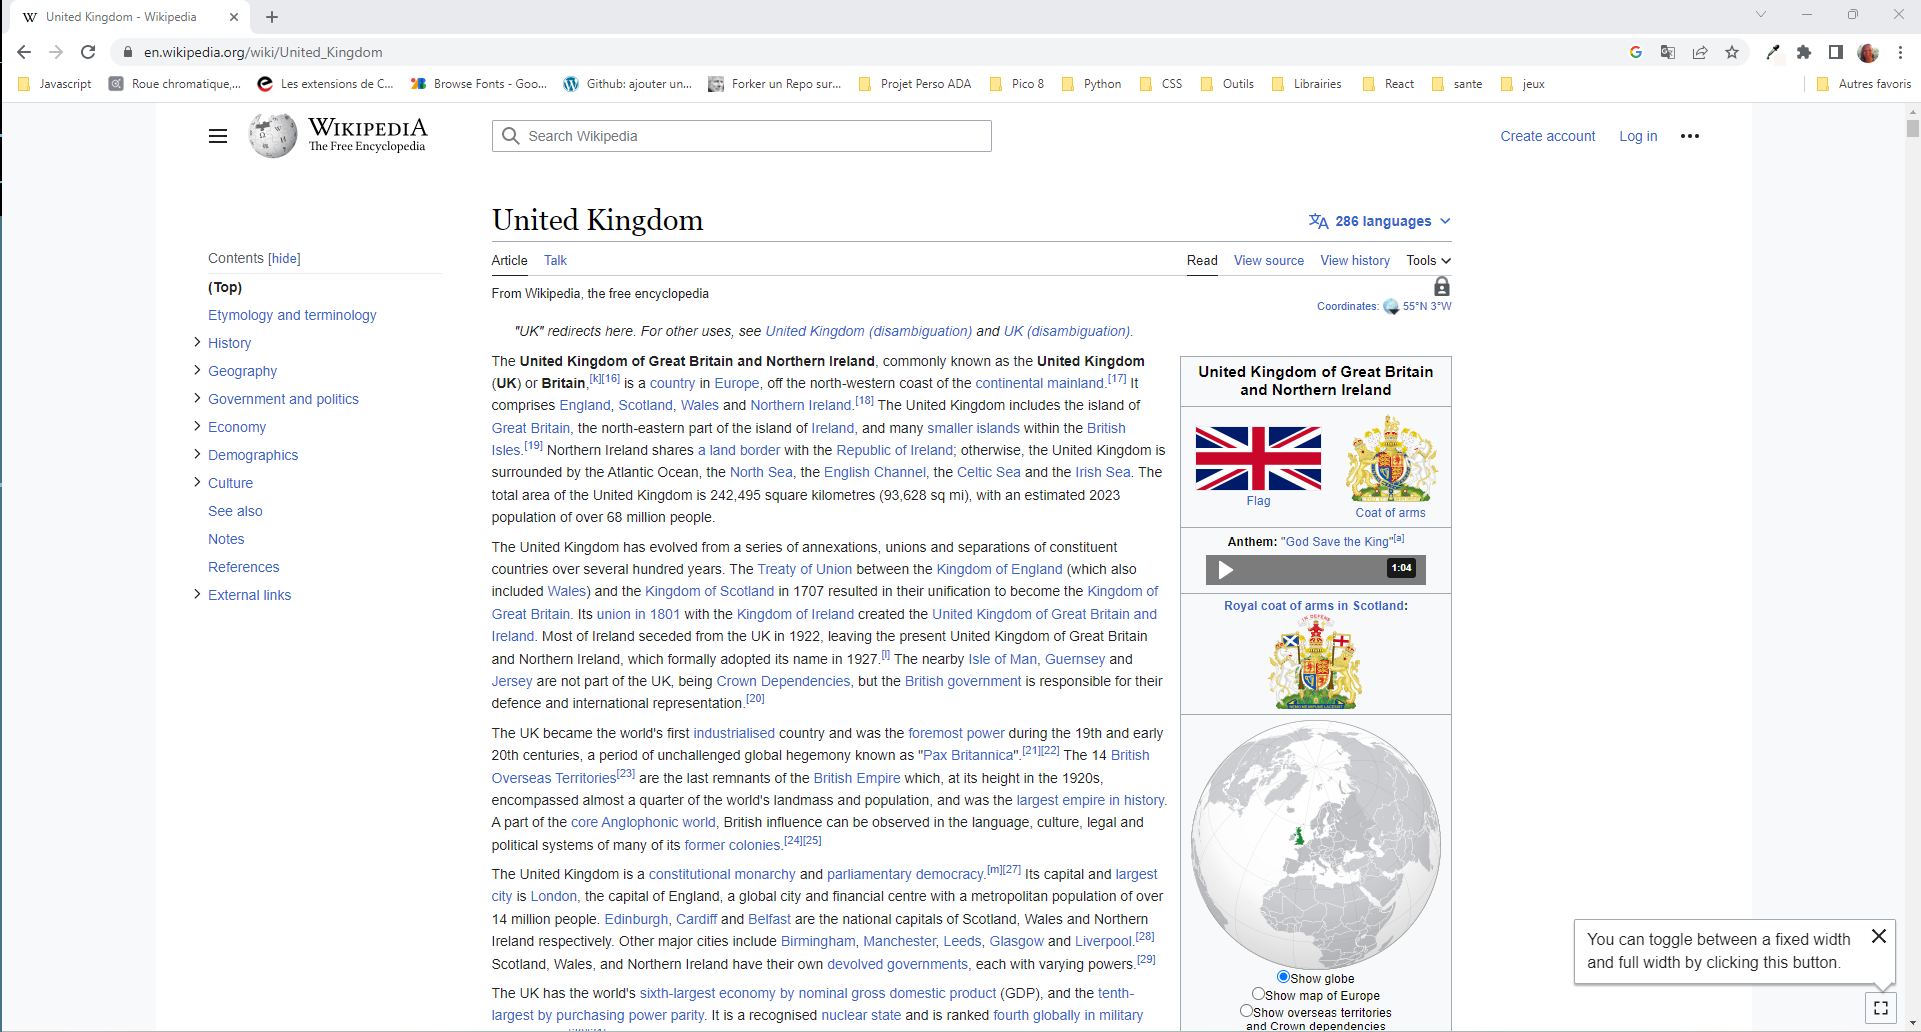 United Kingdom - Wikipedia
en.wikipedia.org/wiki/United_Kingdom
Javascript
Roue chromatique,...
Les extensions de C...
Browse Fonts - Goo...
Github: ajouter un...
Forker un Repo sur...
Projet Perso ADA
Pico 8
Python
CSS
Outils
Librairies
React
sante
jeux
Autres favoris
WIKIPEDIA
The Free Encyclopedia
Search Wikipedia
Create account
Log in
United Kingdom
286 languages
Contents [hide]
(Top)
Etymology and terminology
History
Geography
Government and politics
Economy
Demographics
Culture
See also
Notes
References
External links
Article
Talk
Read
View source
View history
Tools
From Wikipedia, the free encyclopedia
Coordinates: 55°N 3°W
"UK" redirects here. For other uses, see United Kingdom (disambiguation) and UK (disambiguation).
The United Kingdom of Great Britain and Northern Ireland, commonly known as the United Kingdom
(UK) or Britain,[k][16] is a country in Europe, off the north-western coast of the continental mainland.[17] It
comprises England, Scotland, Wales and Northern Ireland.[18] The United Kingdom includes the island of
Great Britain, the north-eastern part of the island of Ireland, and many smaller islands within the British
Isles.[19] Northern Ireland shares a land border with the Republic of Ireland; otherwise, the United Kingdom is
surrounded by the Atlantic Ocean, the North Sea, the English Channel, the Celtic Sea and the Irish Sea. The
total area of the United Kingdom is 242,495 square kilometres (93,628 sq mi), with an estimated 2023
population of over 68 million people.
The United Kingdom has evolved from a series of annexations, unions and separations of constituent
countries over several hundred years. The Treaty of Union between the Kingdom of England (which also
included Wales) and the Kingdom of Scotland in 1707 resulted in their unification to become the Kingdom of
Great Britain. Its union in 1801 with the Kingdom of Ireland created the United Kingdom of Great Britain and
Ireland. Most of Ireland seceded from the UK in 1922, leaving the present United Kingdom of Great Britain
and Northern Ireland, which formally adopted its name in 1927.[l] The nearby Isle of Man, Guernsey and
Jersey are not part of the UK, being Crown Dependencies, but the British government is responsible for their
defence and international representation.[20]
The UK became the world's first industrialised country and was the foremost power during the 19th and early
20th centuries, a period of unchallenged global hegemony known as "Pax Britannica".[21][22] The 14 British
Overseas Territories[23] are the last remnants of the British Empire which, at its height in the 1920s,
encompassed almost a quarter of the world's landmass and population, and was the largest empire in history.
A part of the core Anglophonic world, British influence can be observed in the language, culture, legal and
political systems of many of its former colonies.[24][25]
The United Kingdom is a constitutional monarchy and parliamentary democracy.[m][27] Its capital and largest
city is London, the capital of England, a global city and financial centre with a metropolitan population of over
14 million people. Edinburgh, Cardiff and Belfast are the national capitals of Scotland, Wales and Northern
Ireland respectively. Other major cities include Birmingham, Manchester, Leeds, Glasgow and Liverpool.[28]
Scotland, Wales, and Northern Ireland have their own devolved governments, each with varying powers.[29]
The UK has the world's sixth-largest economy by nominal gross domestic product (GDP), and the tenth-
largest by purchasing power parity. It is a recognised nuclear state and is ranked fourth globally in military
United Kingdom of Great Britain
and Northern Ireland
Flag
Coat of arms
Anthem: "God Save the King"[a]
1:04
Royal coat of arms in Scotland:
Show globe
Show map of Europe
Show overseas territories
and Crown dependencies
You can toggle between a fixed width
and full width by clicking this button.